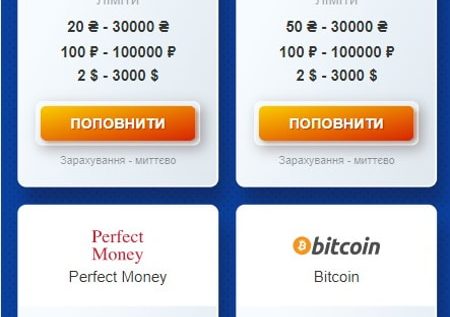 ЛІМІТИ
20 ₴ - 30000 ₴
100 ₽ - 100000 ₽
2 $ - 3000 $
ПОПОВНИТИ
Зарахування - миттєво
ЛІМІТИ
50 ₴ - 30000 ₴
100 ₽ - 100000 ₽
2 $ - 3000 $
ПОПОВНИТИ
Зарахування - миттєво
Perfect
Money
Perfect Money
bitcoin
Bitcoin